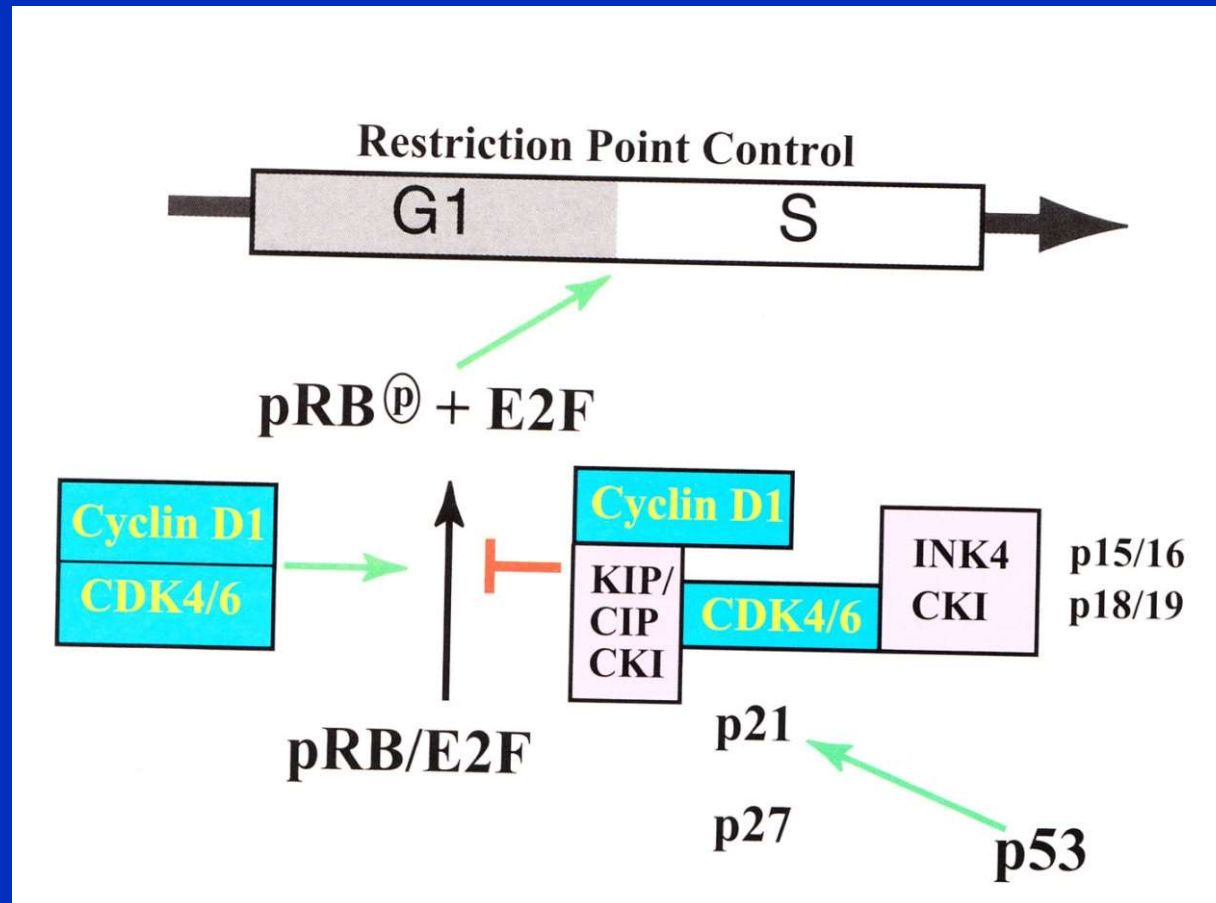 Restriction Point Control
G1
S
pRB ⓟ + E2F
Cyclin D1
CDK4/6
Cyclin D1
KIP/
CIP
CKI
CDK4/6
INK4
CKI
p15/16
p18/19
pRB/E2F
p21
p27
p53